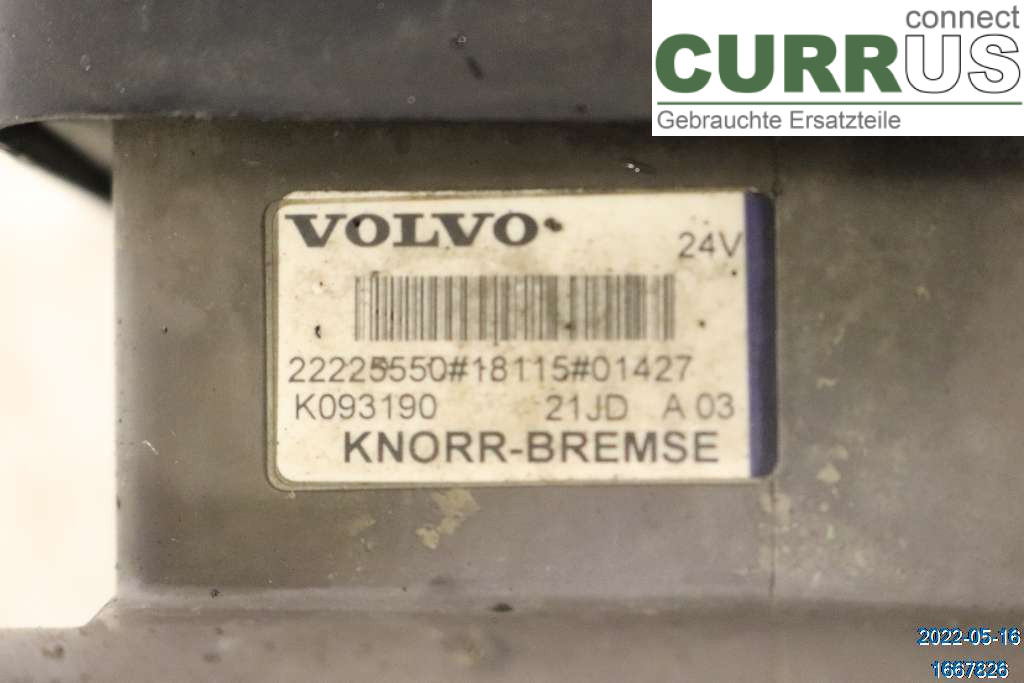 connect
CURRUS
Gebrauchte Ersatzteile
VOLVO
24V
22225550#18115#01427
K093190 21JD A 03
KNORR-BREMSE
2022-05-16
1667826